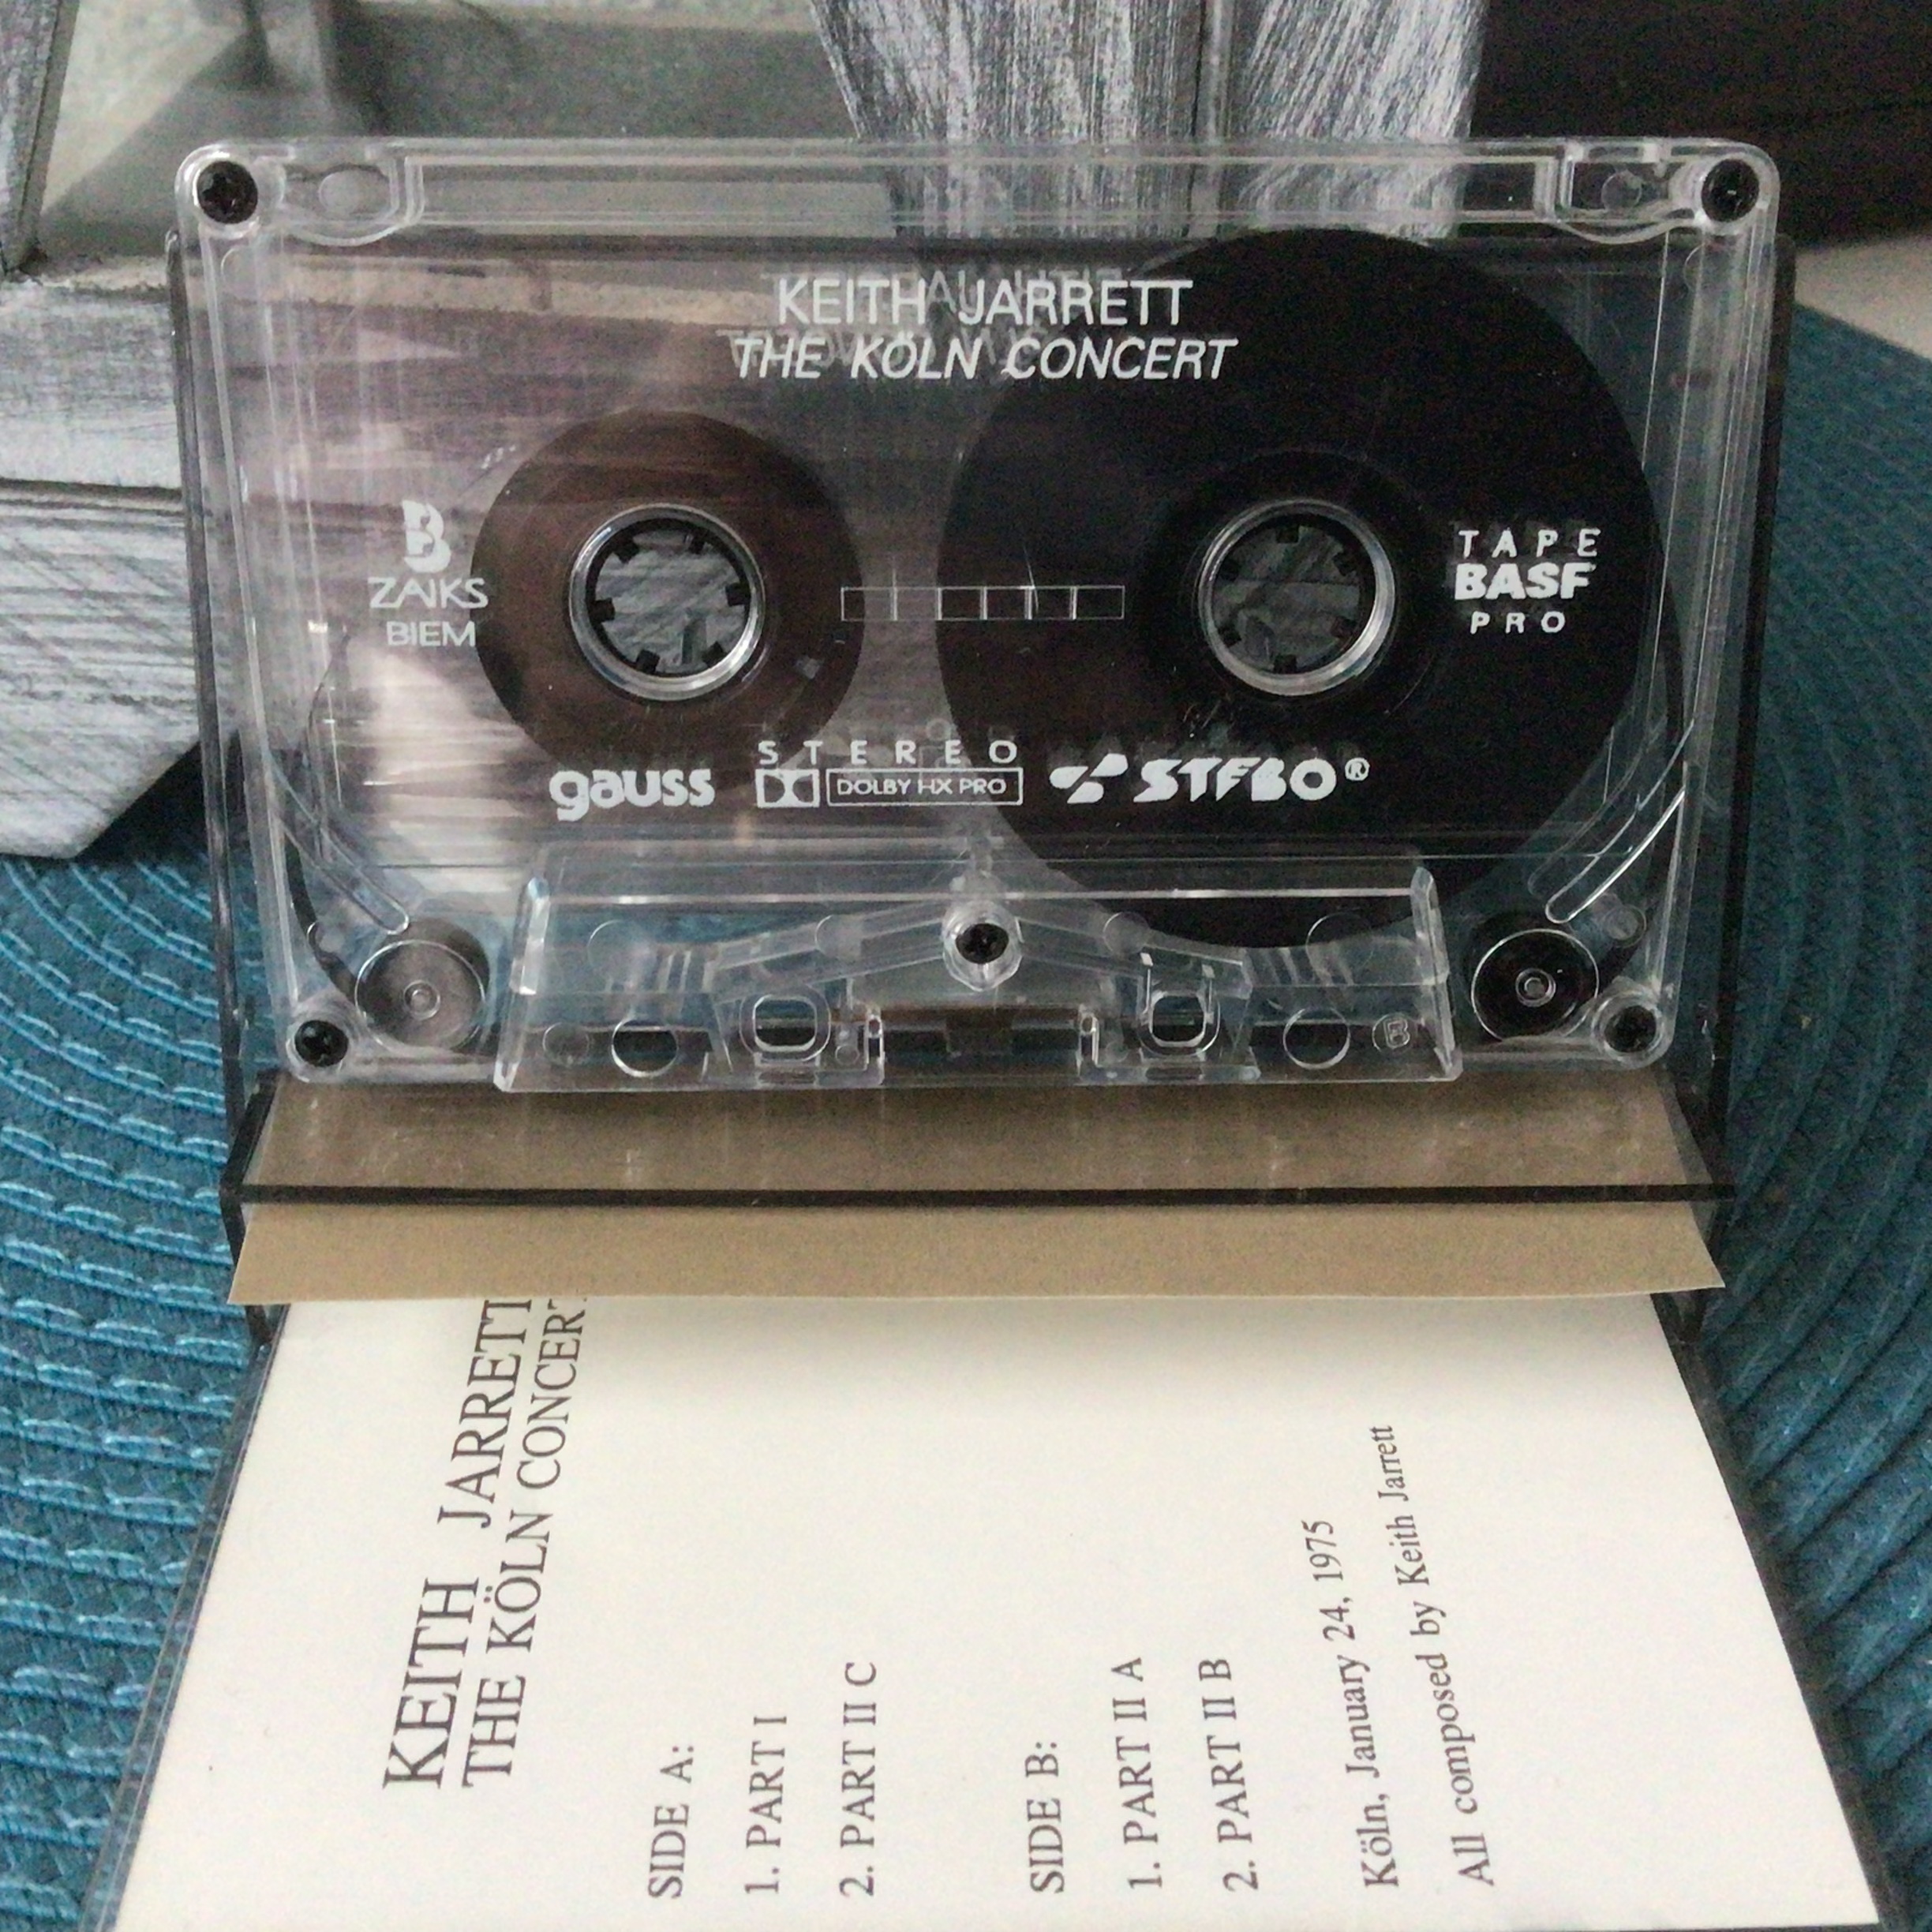 KEITH JARRETT
THE KÖLN CONCERT
B
ZAIKS
BIEM
TAPE
BASF
PRO
gauss
STEREO
DOLBY HX PRO
STEBO®
B
KEITH JARRETT
THE KÖLN CONCERT
SIDE A:
1. PART I
2. PART II C
SIDE B:
1. PART II A
2. PART II B
Köln, January 24, 1975
All composed by Keith Jarrett